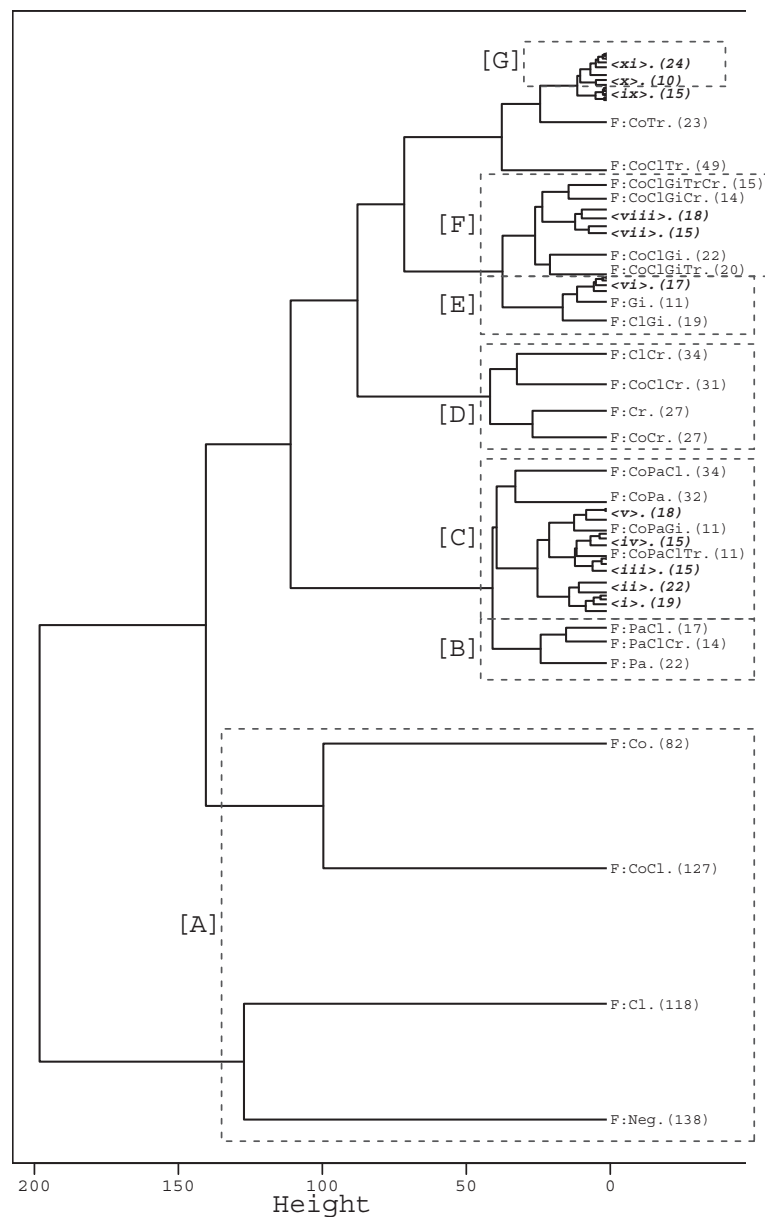 [G]
<xi>.(24)
<x>.(10)
<ix>.(15)
F:CoTr.(23)
F:CoClTr.(49)
F:CoClGiTrCr.(15)
F:CoClGiCr.(14)
[F]
<viii>.(18)
<vii>.(15)
F:CoClGi.(22)
F:CoClGiTr.(20)
<vi>.(17)
[E]
F:Gi.(11)
F:ClGi.(19)
F:ClCr.(34)
F:CoClCr.(31)
[D]
F:Cr.(27)
F:CoCr.(27)
F:CoPaCl.(34)
F:CoPa.(32)
<v>.(18)
F:CoPaGi.(11)
[C]
<iv>.(15)
F:CoPaClTr.(11)
<iii>.(15)
<ii>.(22)
<i>.(19)
F:PaCl.(17)
[B]
F:PaClCr.(14)
F:Pa.(22)
F:Co.(82)
F:CoCl.(127)
[A]
F:Cl.(118)
F:Neg.(138)
200 150 100 50 0
Height